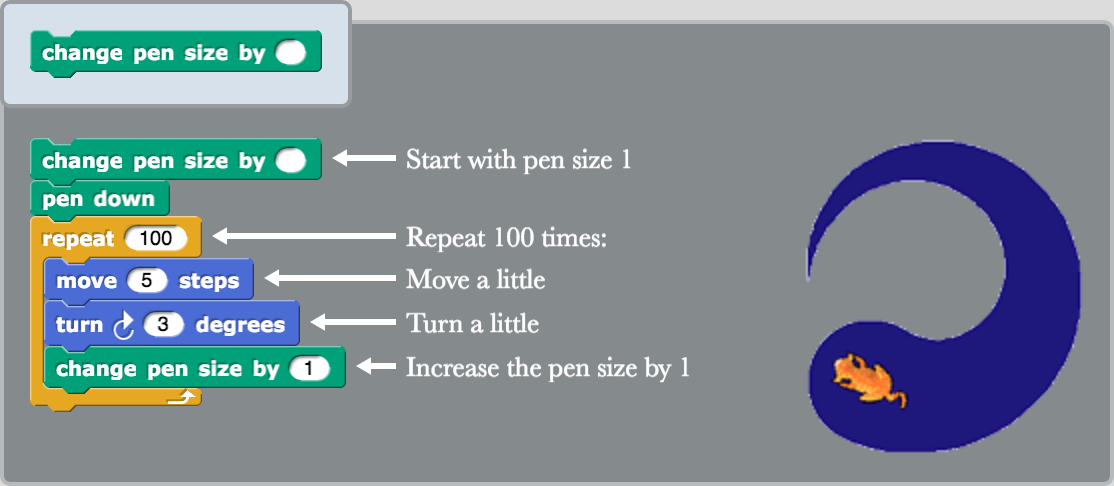 change pen size by
change pen size by
Start with pen size 1
pen down
repeat 100
Repeat 100 times:
move 5 steps
Move a little
turn 3 degrees
Turn a little
change pen size by 1
Increase the pen size by 1